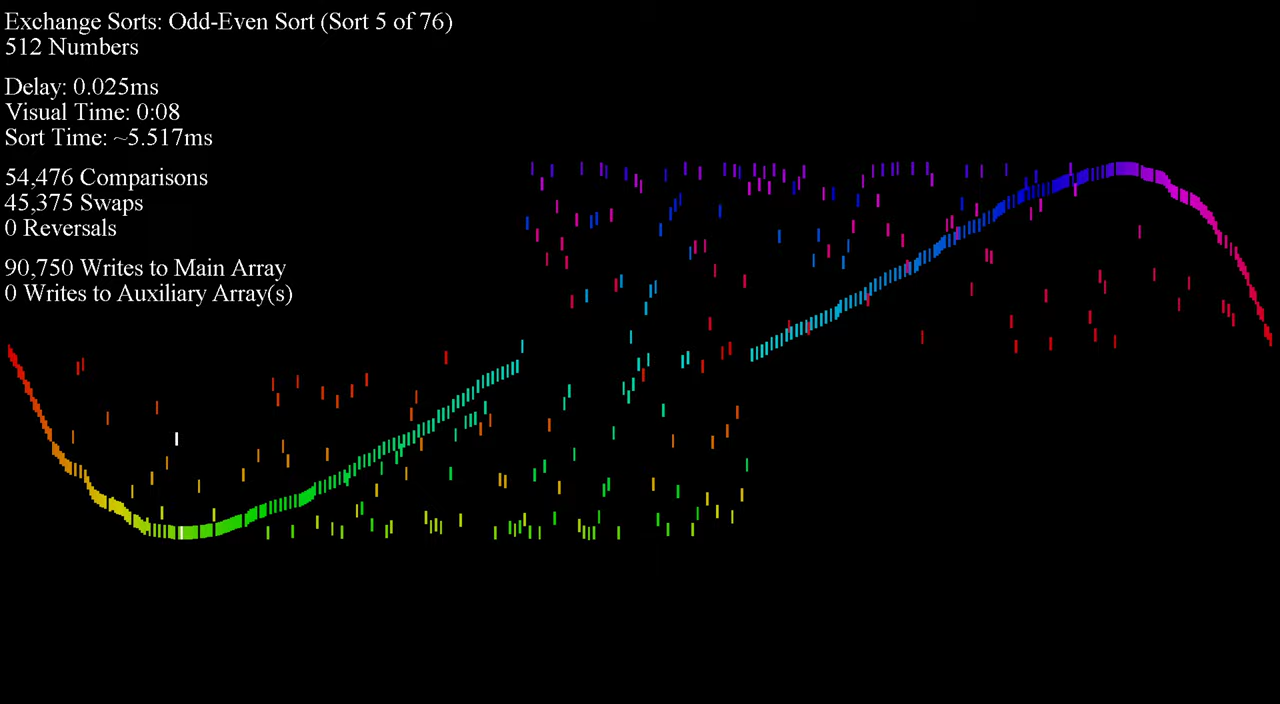 Exchange Sorts: Odd-Even Sort (Sort 5 of 76)
512 Numbers
Delay: 0.025ms
Visual Time: 0:08
Sort Time: ~5.517ms
54,476 Comparisons
45,375 Swaps
0 Reversals
90,750 Writes to Main Array
0 Writes to Auxiliary Array(s)